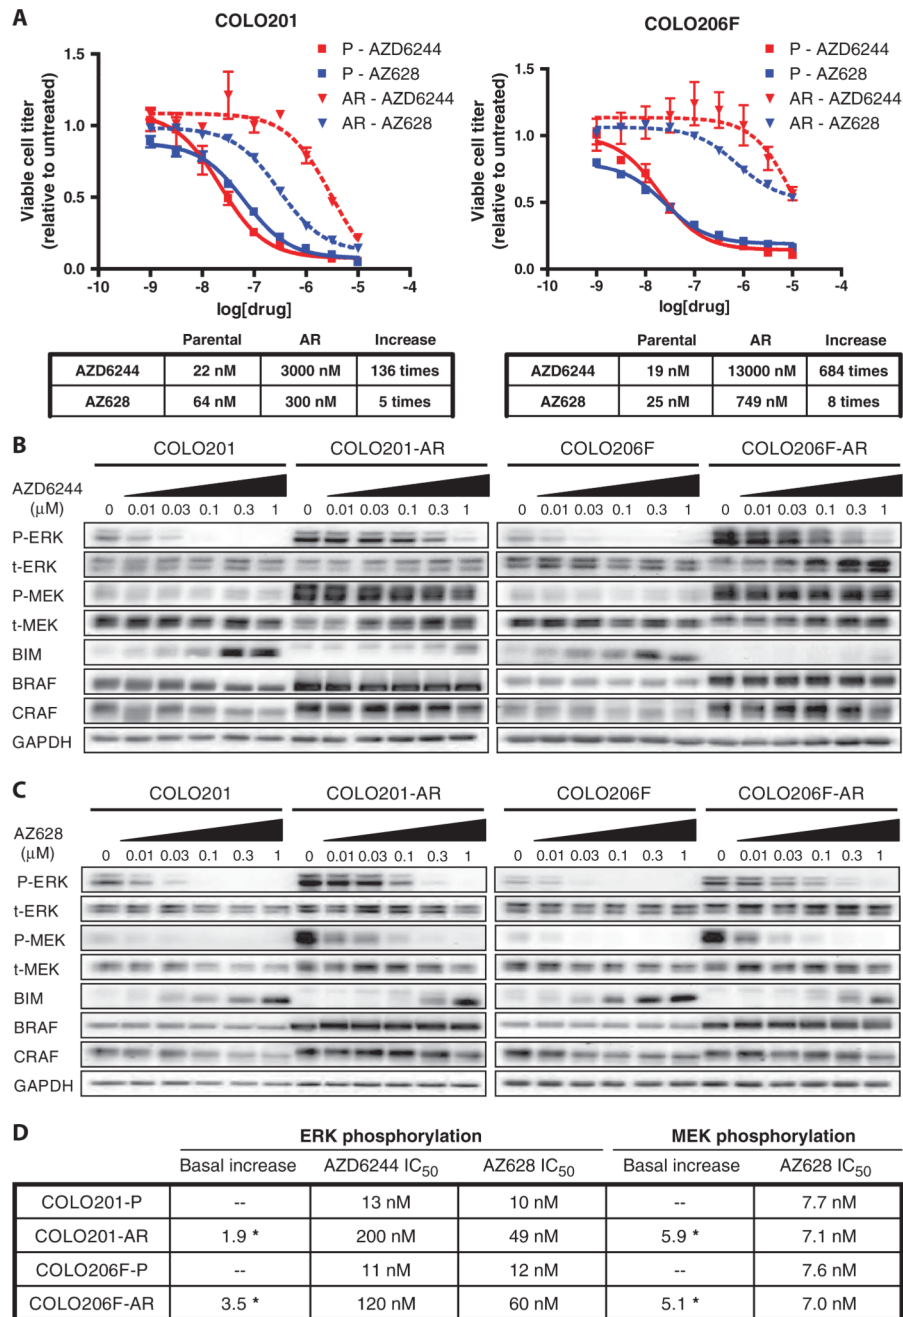 A
COLO201
COLO206F
1.5
1.0
0.5
0.0
Viable cell titer
(relative to untreated)
-10 -9 -8 -7 -6 -5 -4
log[drug]
P - AZD6244
P - AZ628
AR - AZD6244
AR - AZ628
1.5
1.0
0.5
0.0
Viable cell titer
(relative to untreated)
-10 -9 -8 -7 -6 -5 -4
log[drug]
P - AZD6244
P - AZ628
AR - AZD6244
AR - AZ628
Parental AR Increase
AZD6244 22 nM 3000 nM 136 times
AZ628 64 nM 300 nM 5 times
Parental AR Increase
AZD6244 19 nM 13000 nM 684 times
AZ628 25 nM 749 nM 8 times
B
COLO201 COLO201-AR COLO206F COLO206F-AR
AZD6244
(μM)
0 0.01 0.03 0.1 0.3 1 0 0.01 0.03 0.1 0.3 1 0 0.01 0.03 0.1 0.3 1 0 0.01 0.03 0.1 0.3 1
P-ERK
t-ERK
P-MEK
t-MEK
BIM
BRAF
CRAF
GAPDH
C
COLO201 COLO201-AR COLO206F COLO206F-AR
AZ628
(μM)
0 0.01 0.03 0.1 0.3 1 0 0.01 0.03 0.1 0.3 1 0 0.01 0.03 0.1 0.3 1 0 0.01 0.03 0.1 0.3 1
P-ERK
t-ERK
P-MEK
t-MEK
BIM
BRAF
CRAF
GAPDH
D
ERK phosphorylation MEK phosphorylation
Basal increase AZD6244 IC50 AZ628 IC50 Basal increase AZ628 IC50
COLO201-P -- 13 nM 10 nM -- 7.7 nM
COLO201-AR 1.9 * 200 nM 49 nM 5.9 * 7.1 nM
COLO206F-P -- 11 nM 12 nM -- 7.6 nM
COLO206F-AR 3.5 * 120 nM 60 nM 5.1 * 7.0 nM